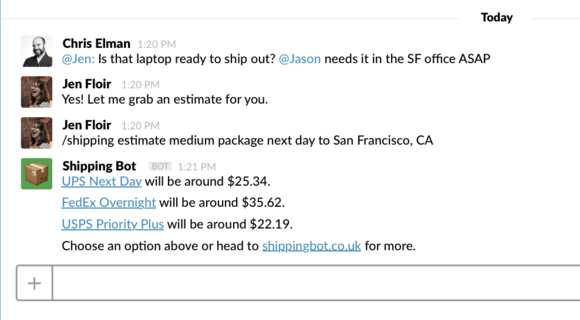 Today
Chris Elman 1:20 PM
@Jen: Is that laptop ready to ship out? @Jason needs it in the SF office ASAP
Jen Floir 1:20 PM
Yes! Let me grab an estimate for you.
Jen Floir 1:20 PM
/shipping estimate medium package next day to San Francisco, CA
Shipping Bot BOT 1:21 PM
UPS Next Day will be around $25.34.
FedEx Overnight will be around $35.62.
USPS Priority Plus will be around $22.19.
Choose an option above or head to shippingbot.co.uk for more.